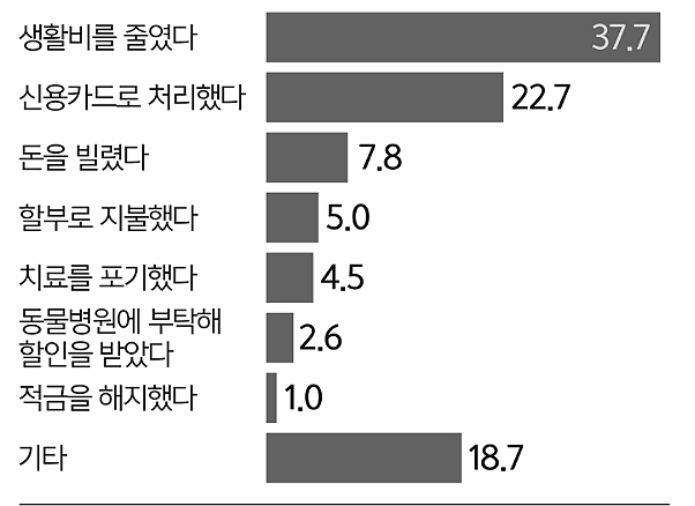 생활비를 줄였다 37.7
신용카드로 처리했다 22.7
돈을 빌렸다 7.8
할부로 지불했다 5.0
치료를 포기했다 4.5
동물병원에 부탁해
할인을 받았다 2.6
적금을 해지했다 1.0
기타 18.7